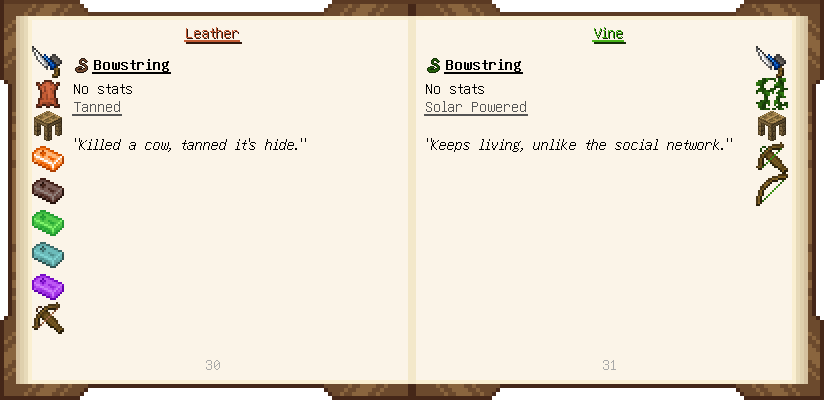 Leather
Bowstring
No stats
Tanned
"Killed a cow, tanned it's hide."
30
Vine
Bowstring
No stats
Solar Powered
"Keeps living, unlike the social network."
31